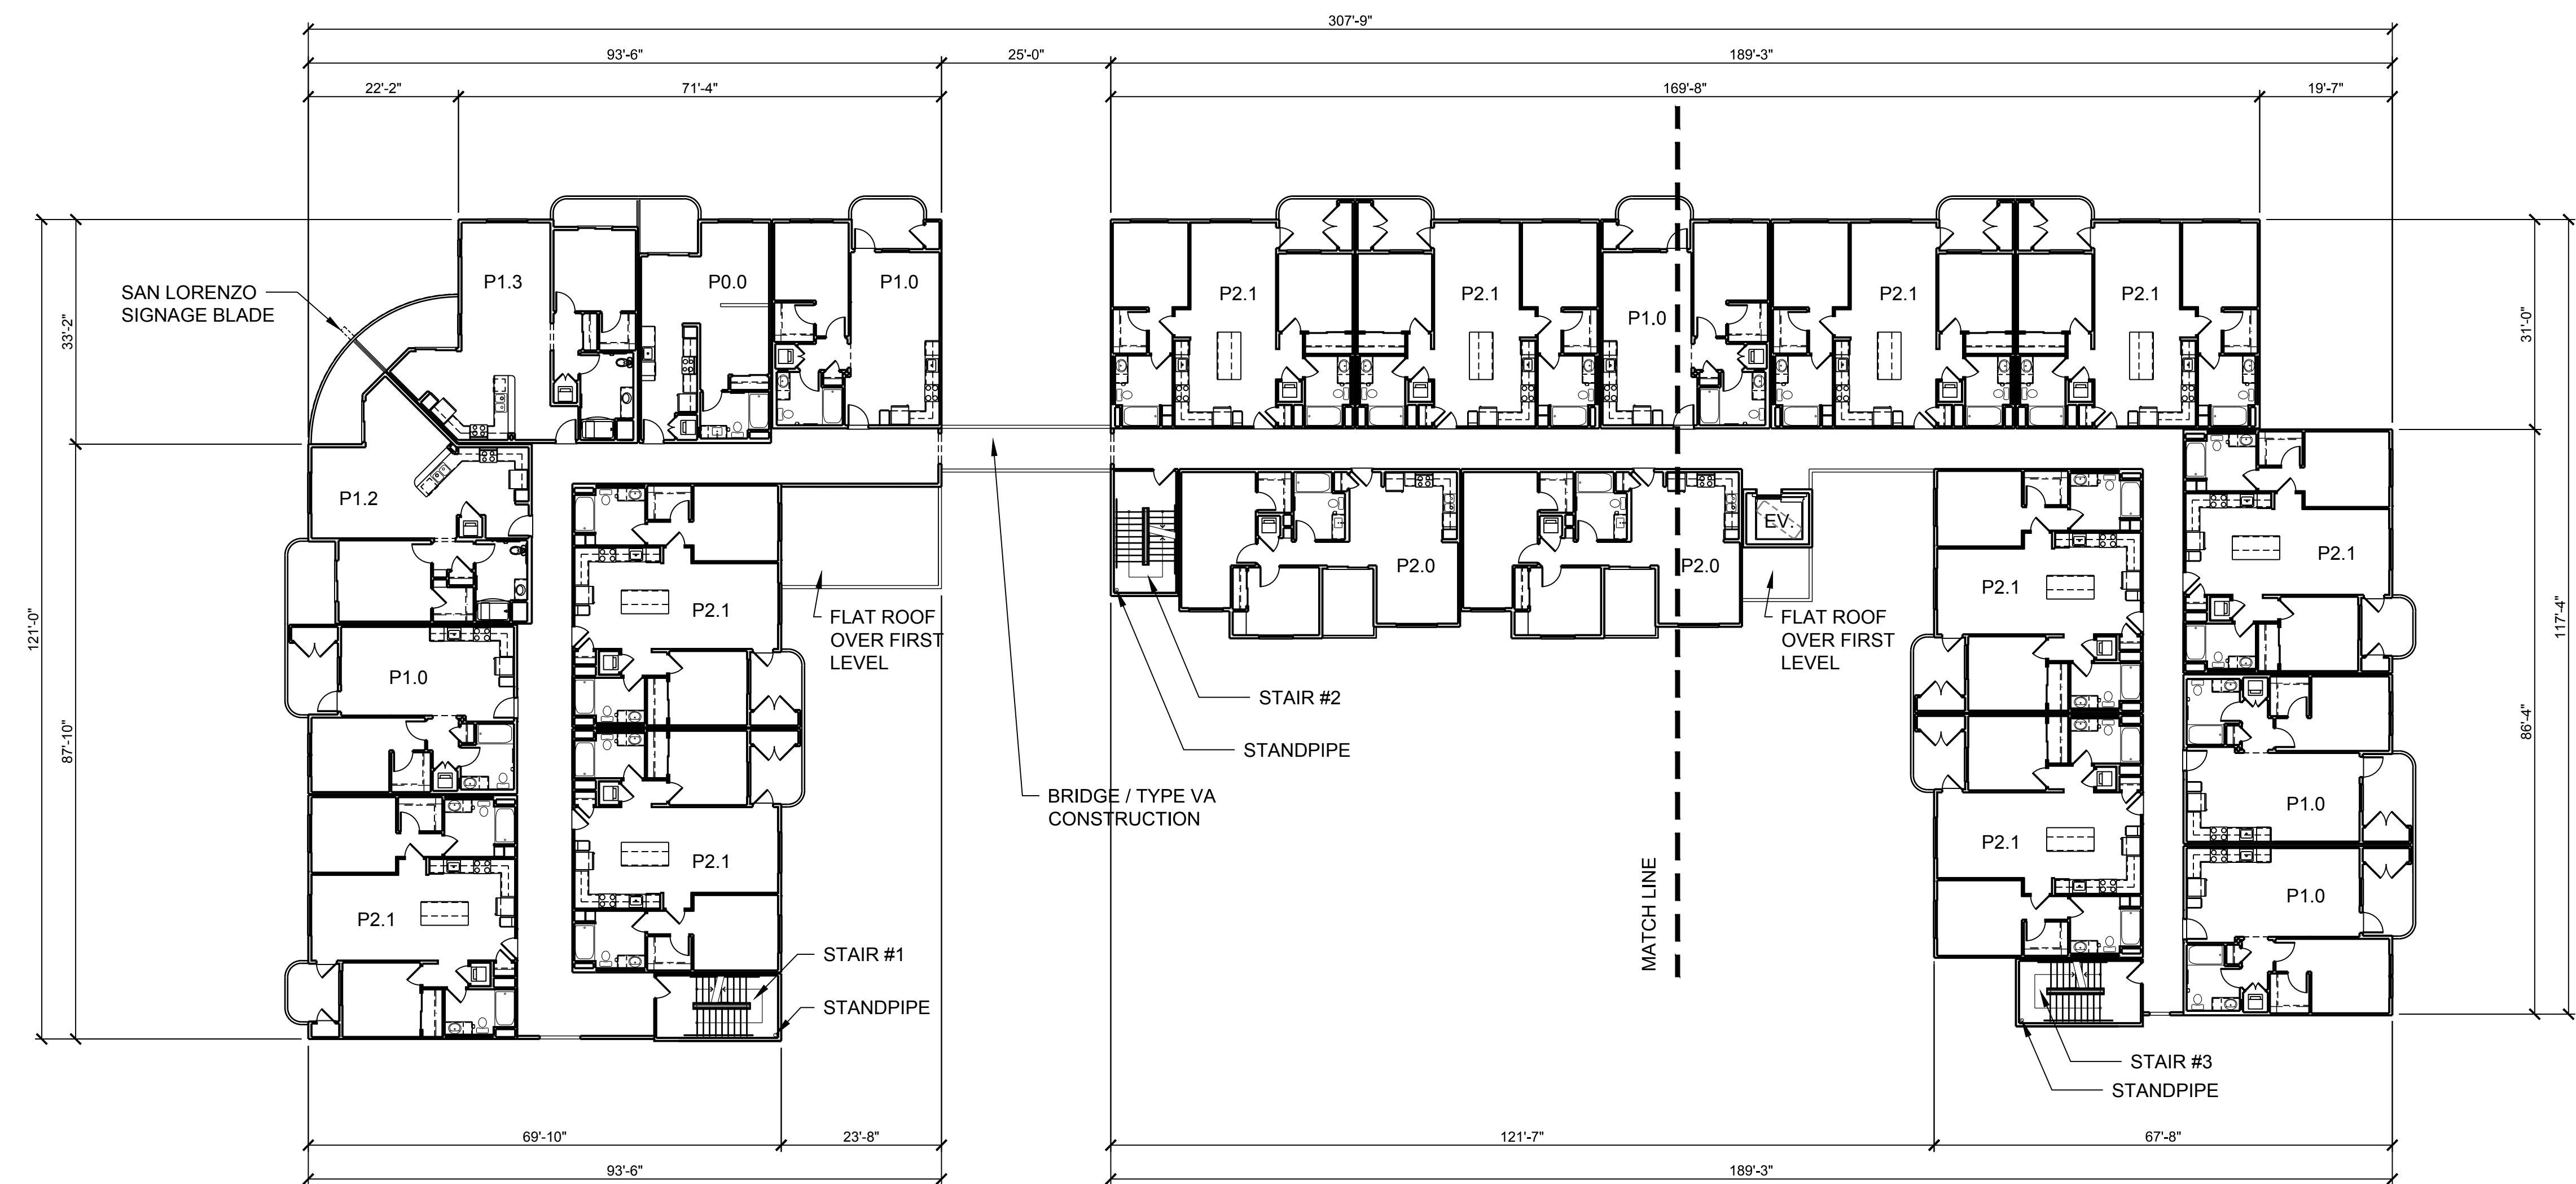 307'-9"
93'-6"
25'-0"
189'-3"
22'-2"
71'-4"
169'-8"
19'-7"
P1.3
P0.0
P1.0
P2.1
P2.1
P1.0
P2.1
P2.1
SAN LORENZO
SIGNAGE BLADE
33'-2"
31'-0"
P1.2
EV.
P2.0
P2.0
P2.1
P2.1
P2.1
121'-0"
117'-4"
FLAT ROOF
OVER FIRST
LEVEL
FLAT ROOF
OVER FIRST
LEVEL
P1.0
STAIR #2
STANDPIPE
87'-10"
86'-4"
BRIDGE / TYPE VA
CONSTRUCTION
P1.0
P2.1
P2.1
P1.0
P2.1
MATCH LINE
STAIR #1
STANDPIPE
STAIR #3
STANDPIPE
69'-10"
23'-8"
121'-7"
67'-8"
93'-6"
189'-3"